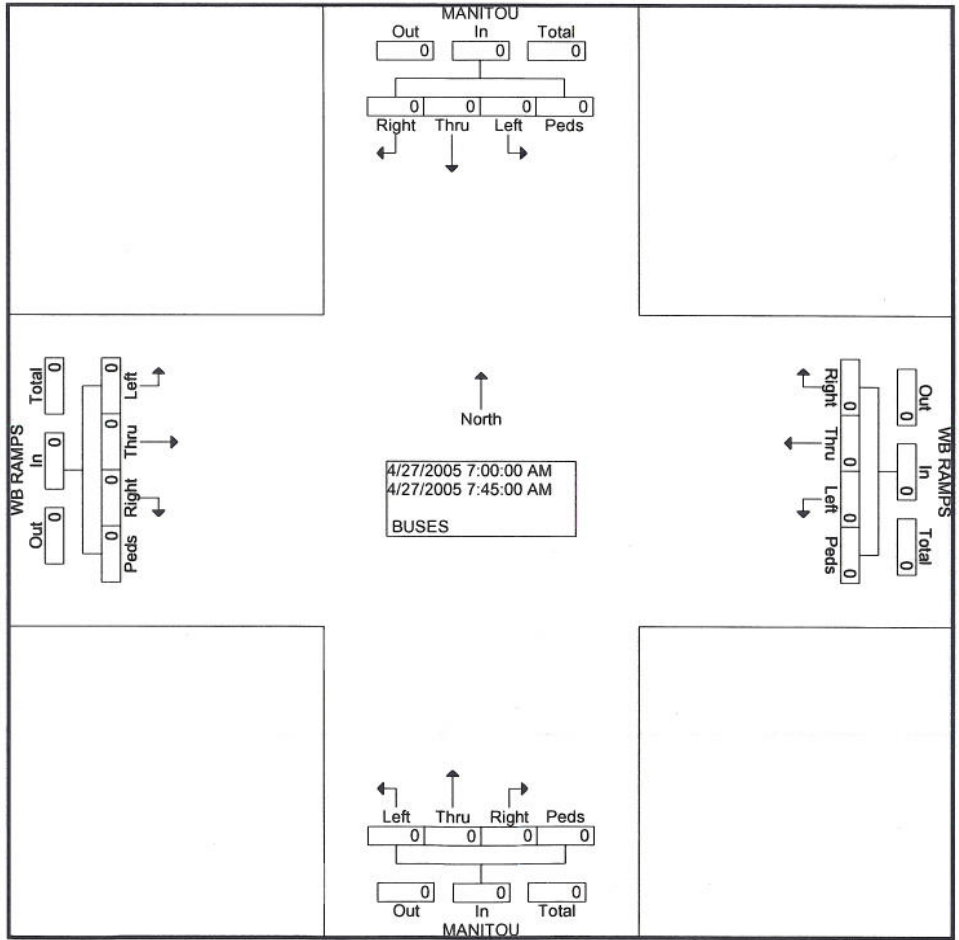 MANITOU
Out In Total
0 0 0
0 0 0 0
Right Thru Left Peds
WB RAMPS
Total In Out
0 0 0
0 0 0 0
Left Thru Right Peds
North
4/27/2005 7:00:00 AM
4/27/2005 7:45:00 AM
BUSES
Right Thru Left Peds
0 0 0 0
Out In Total
0 0 0
WB RAMPS
Left Thru Right Peds
0 0 0 0
0 0 0
Out In Total
MANITOU